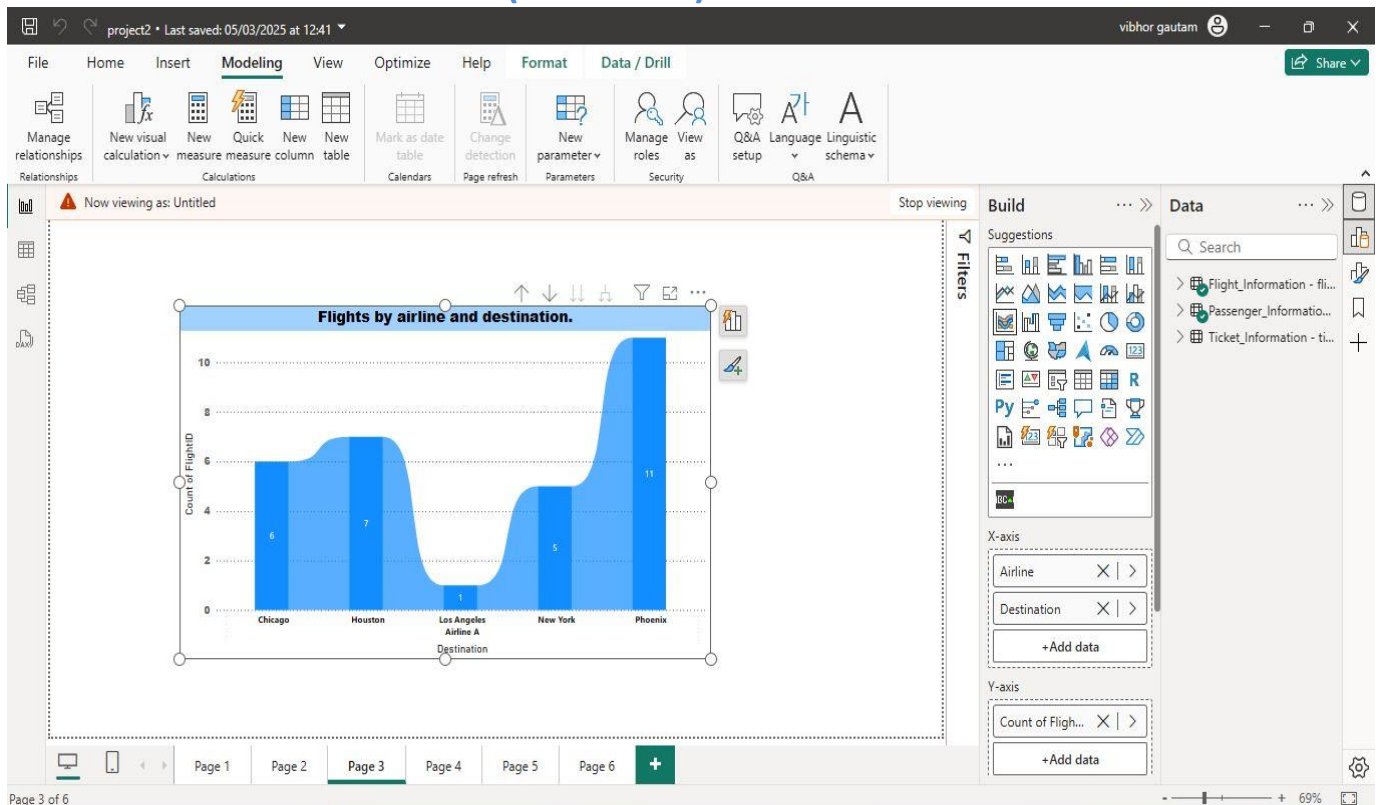 project2 • Last saved: 05/03/2025 at 12:41
vibhor gautam
File Home Insert Modeling View Optimize Help Format Data / Drill
Share
Manage relationships
New visual calculation
New measure
Quick measure
New column
New table
Mark as date table
Change detection
New parameter
Manage roles
View as
Q&A setup
Language
Linguistic schema
Relationships Calculations Calendars Page refresh Parameters Security Q&A
Now viewing as: Untitled
Stop viewing
Filters
Flights by airline and destination.
Count of FlightID
10
8
6
4
2
0
6
7
1
5
11
Chicago Houston Los Angeles New York Phoenix
Airline A
Destination
Build
Suggestions
123
R
Py
123
...
X-axis
Airline
Destination
+Add data
Y-axis
Count of Fligh...
+Add data
Data
Search
Flight_Information - fli...
Passenger_Informatio...
Ticket_Information - ti...
Page 1 Page 2 Page 3 Page 4 Page 5 Page 6
Page 3 of 6
- + 69%